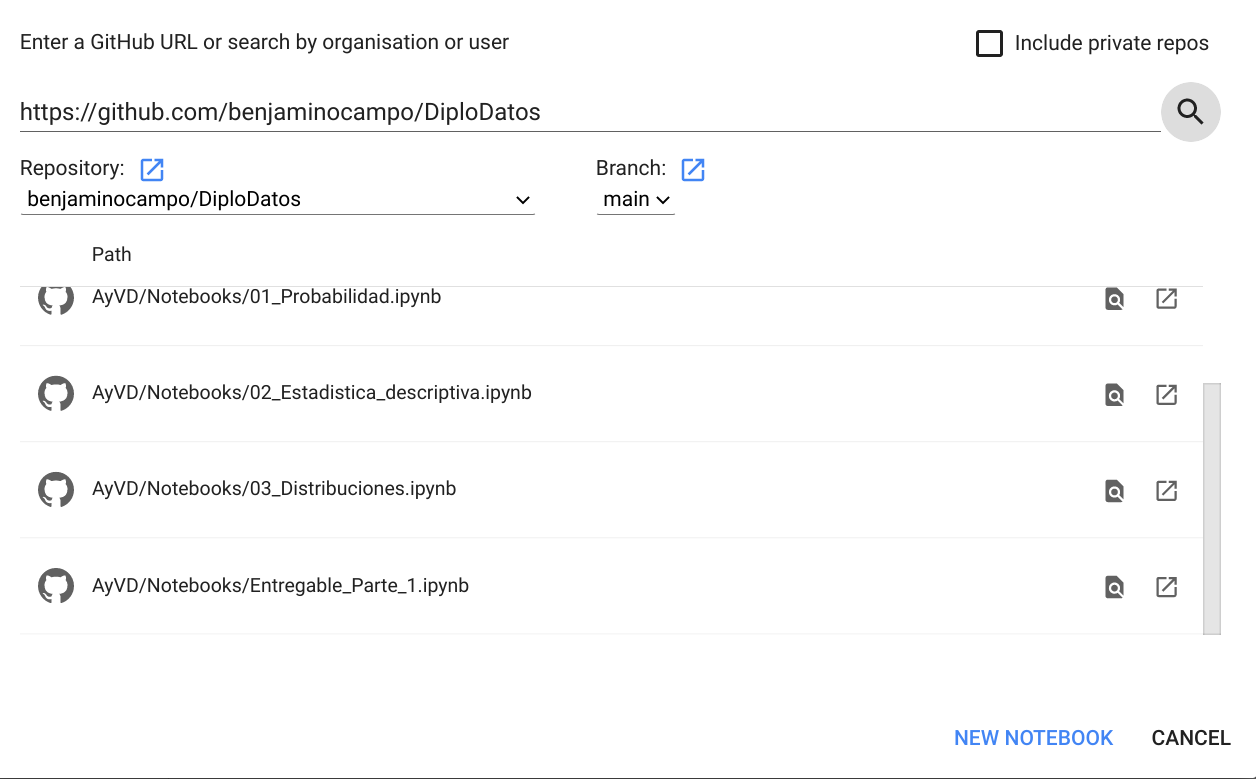 Enter a GitHub URL or search by organisation or user
Include private repos
https://github.com/benjaminocampo/DiploDatos
Repository:
Branch:
benjaminocampo/DiploDatos
main
Path
AyVD/Notebooks/01_Probabilidad.ipynb
AyVD/Notebooks/02_Estadistica_descriptiva.ipynb
AyVD/Notebooks/03_Distribuciones.ipynb
AyVD/Notebooks/Entregable_Parte_1.ipynb
NEW NOTEBOOK
CANCEL